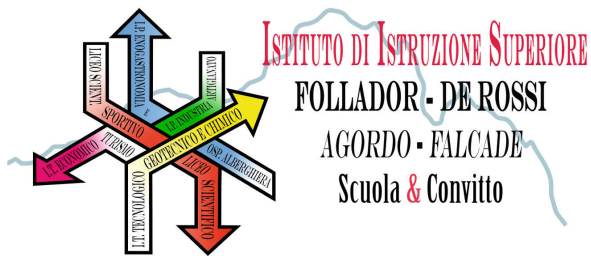 ISTITUTO DI ISTRUZIONE SUPERIORE
FOLLADOR - DE ROSSI
AGORDO - FALCADE
Scuola & Convitto
LICEO SCIENT. SPORTIVO
I.P. ENOGASTRONOMIA E OSP. ALBERGHIERA
I.P. INDUSTRIA ARTIGIANATO
I.T. ECONOMICO TURISMO
I.T. TECNOLOGICO GEOTECNICO E CHIMICO
LICEO SCIENTIFICO